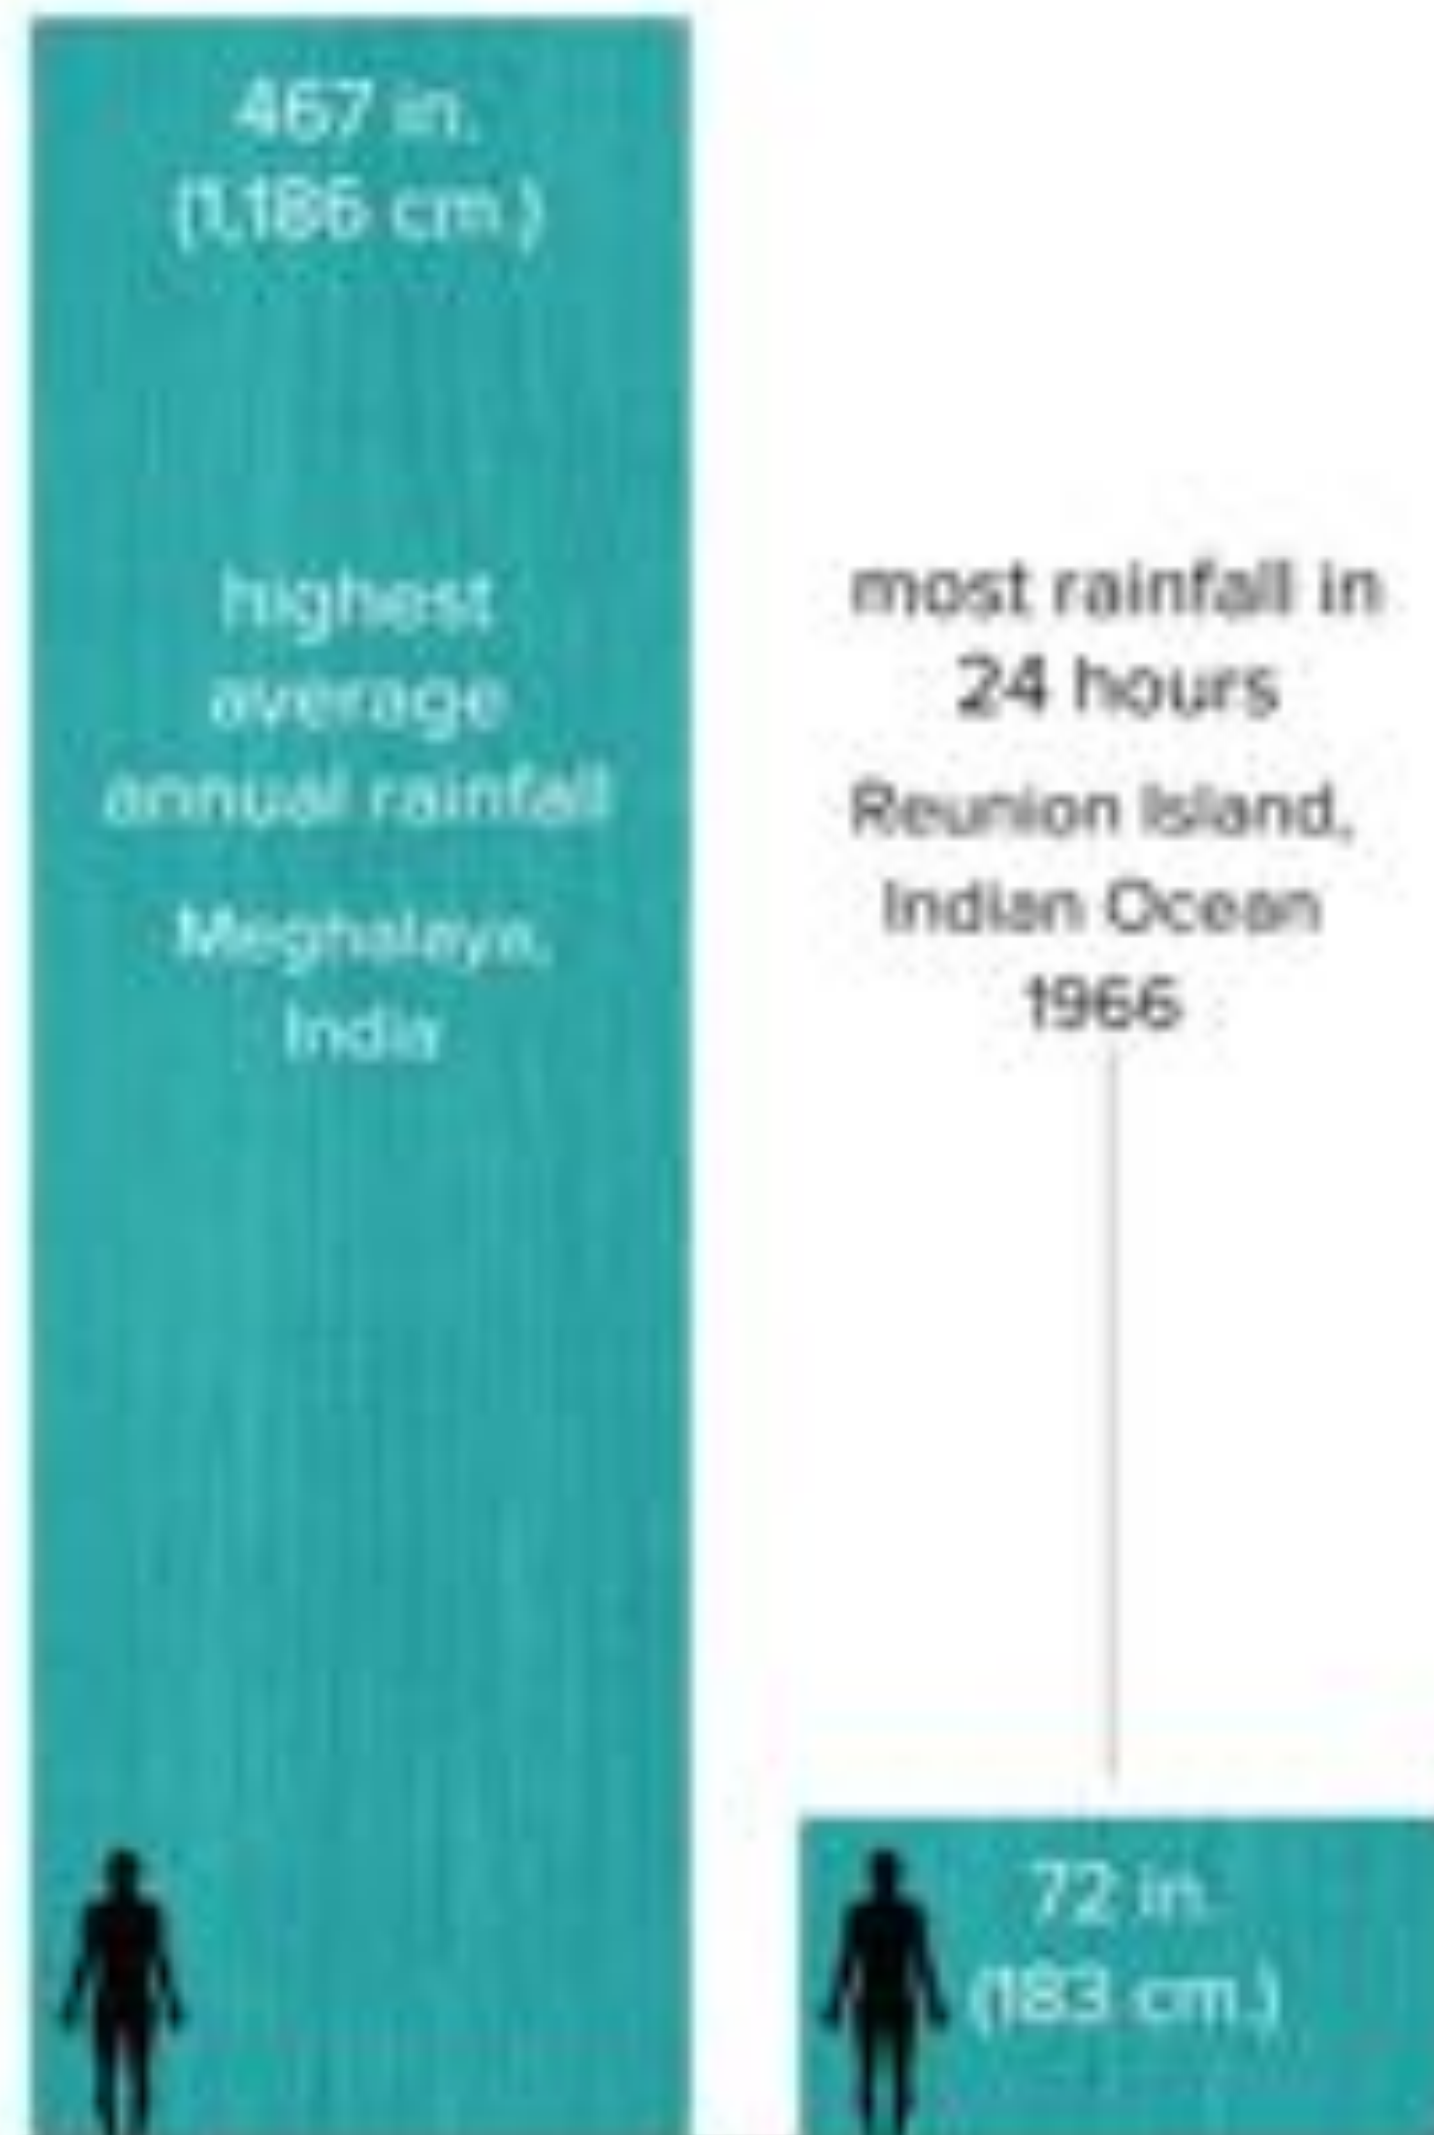 467 in.
(1,186 cm.)
highest
average
annual rainfall
Meghalaya,
India
most rainfall in
24 hours
Reunion Island,
Indian Ocean
1966
72 in.
(183 cm.)